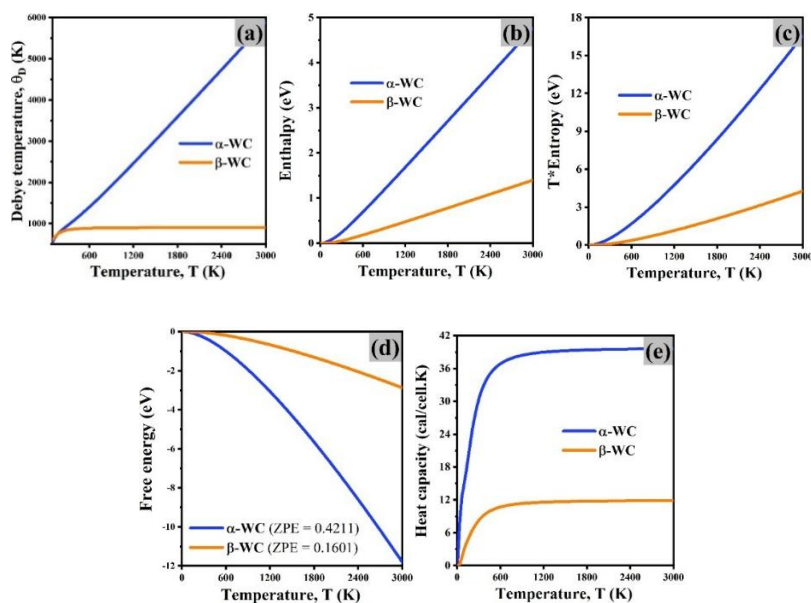 (a)
Debye temperature, θD (K)
6000
5000
4000
3000
2000
1000
α-WC
β-WC
600 1200 1800 2400 3000
Temperature, T (K)
(b)
Enthalpy (eV)
5
4
3
2
1
0
α-WC
β-WC
0 600 1200 1800 2400 3000
Temperature, T (K)
(c)
T*Entropy (eV)
18
15
12
9
6
3
0
α-WC
β-WC
0 600 1200 1800 2400 3000
Temperature, T (K)
(d)
Free energy (eV)
0
-2
-4
-6
-8
-10
-12
α-WC (ZPE = 0.4211)
β-WC (ZPE = 0.1601)
0 600 1200 1800 2400 3000
Temperature, T (K)
(e)
Heat capacity (cal/cell.K)
42
36
30
24
18
12
6
0
α-WC
β-WC
0 600 1200 1800 2400 3000
Temperature, T (K)